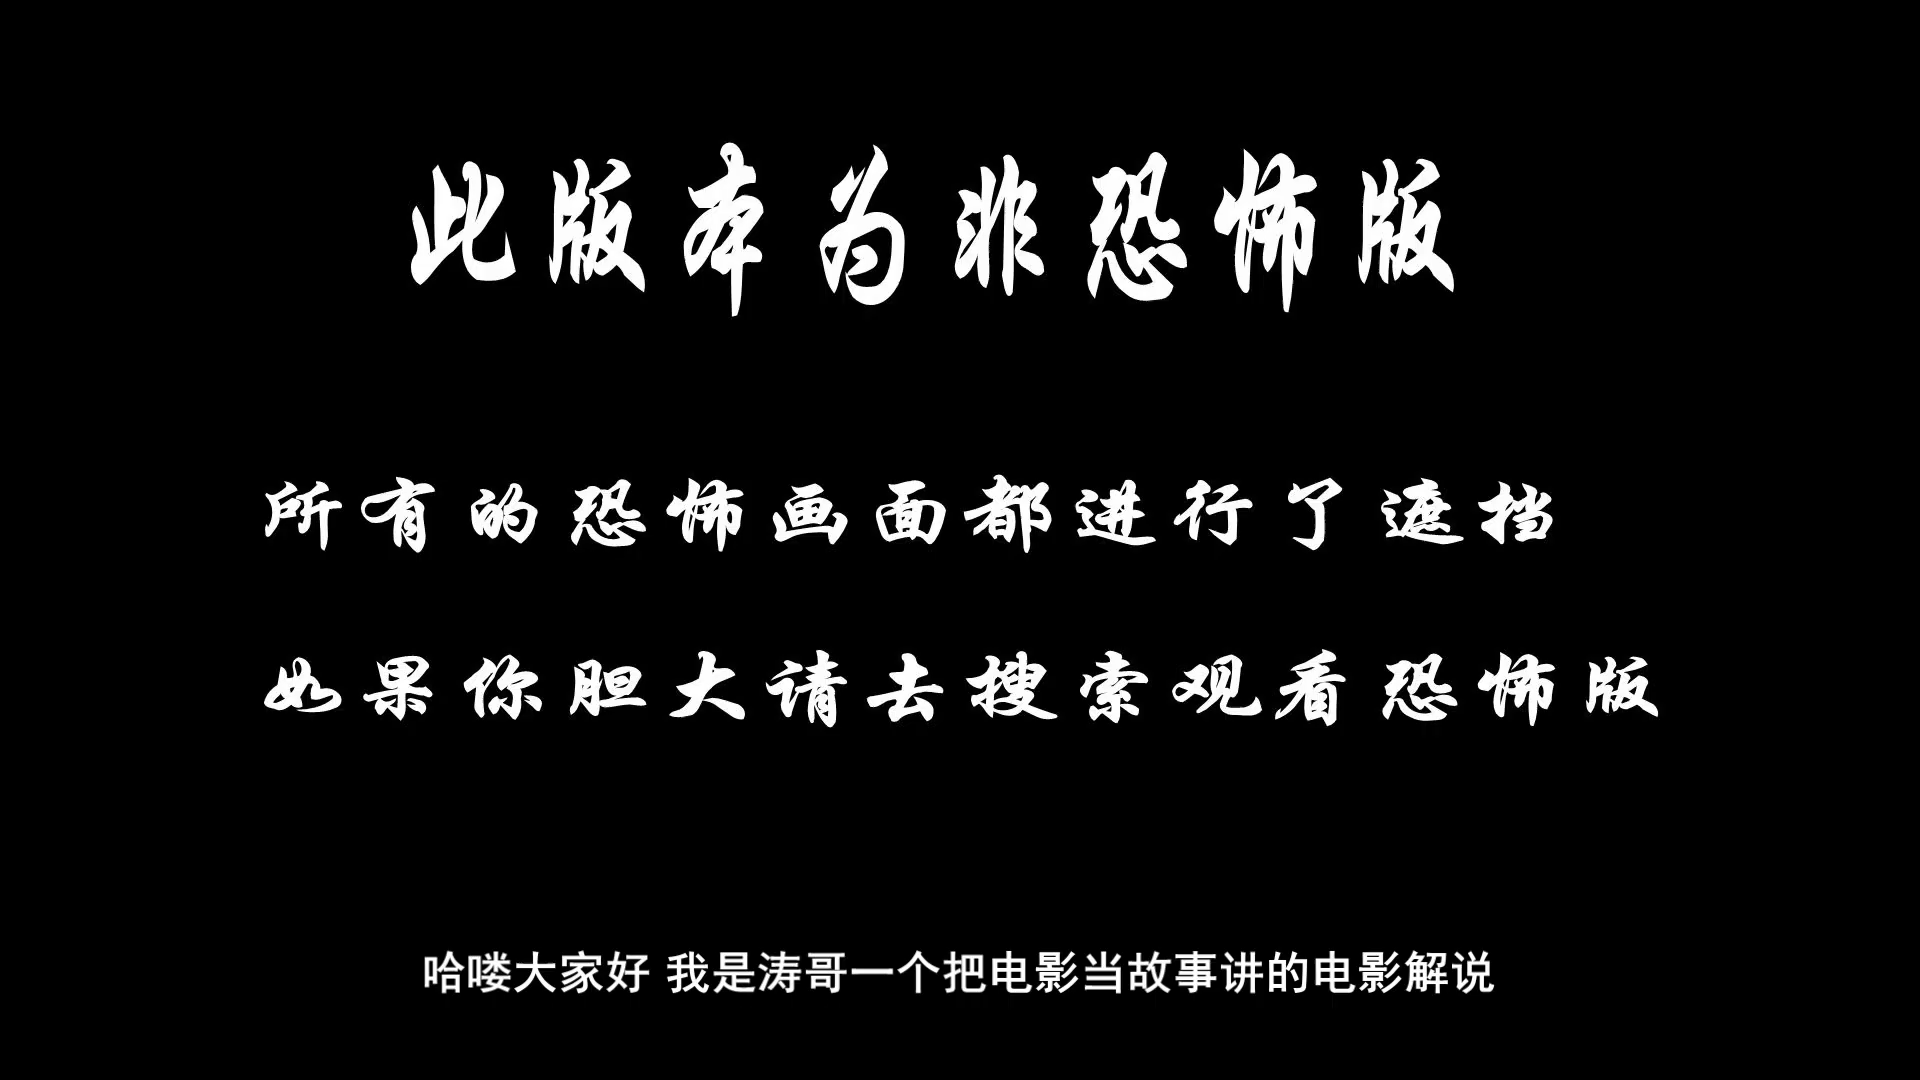 此版本为非恐怖版
所有的恐怖画面都进行了遮挡
如果你胆大请去搜索观看恐怖版
哈喽大家好 我是涛哥一个把电影当故事讲的电影解说